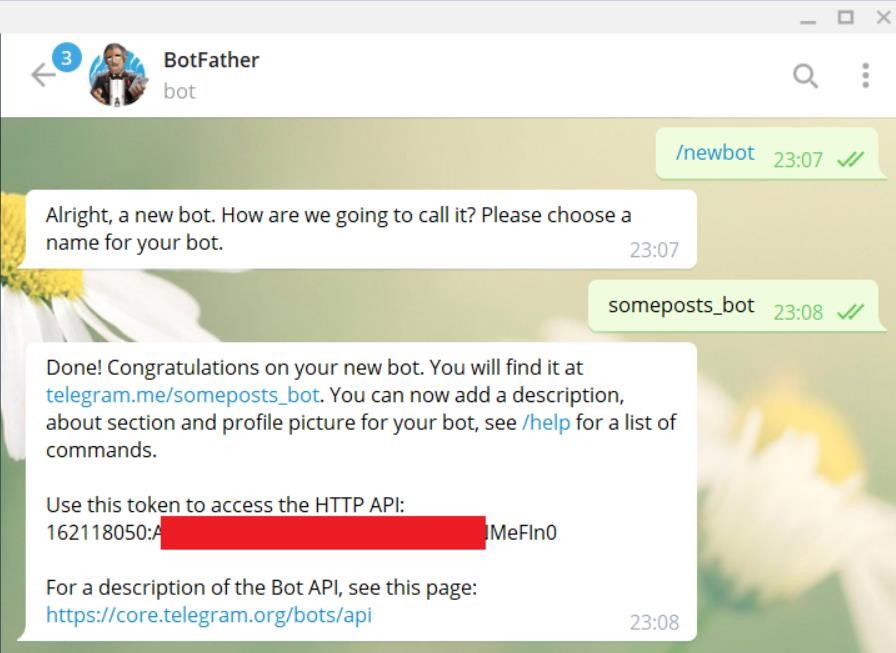 3
BotFather
bot
/newbot 23:07
Alright, a new bot. How are we going to call it? Please choose a
name for your bot.
23:07
someposts_bot 23:08
Done! Congratulations on your new bot. You will find it at
telegram.me/someposts_bot. You can now add a description,
about section and profile picture for your bot, see /help for a list of
commands.
Use this token to access the HTTP API:
162118050:A MeFIn0
For a description of the Bot API, see this page:
https://core.telegram.org/bots/api
23:08